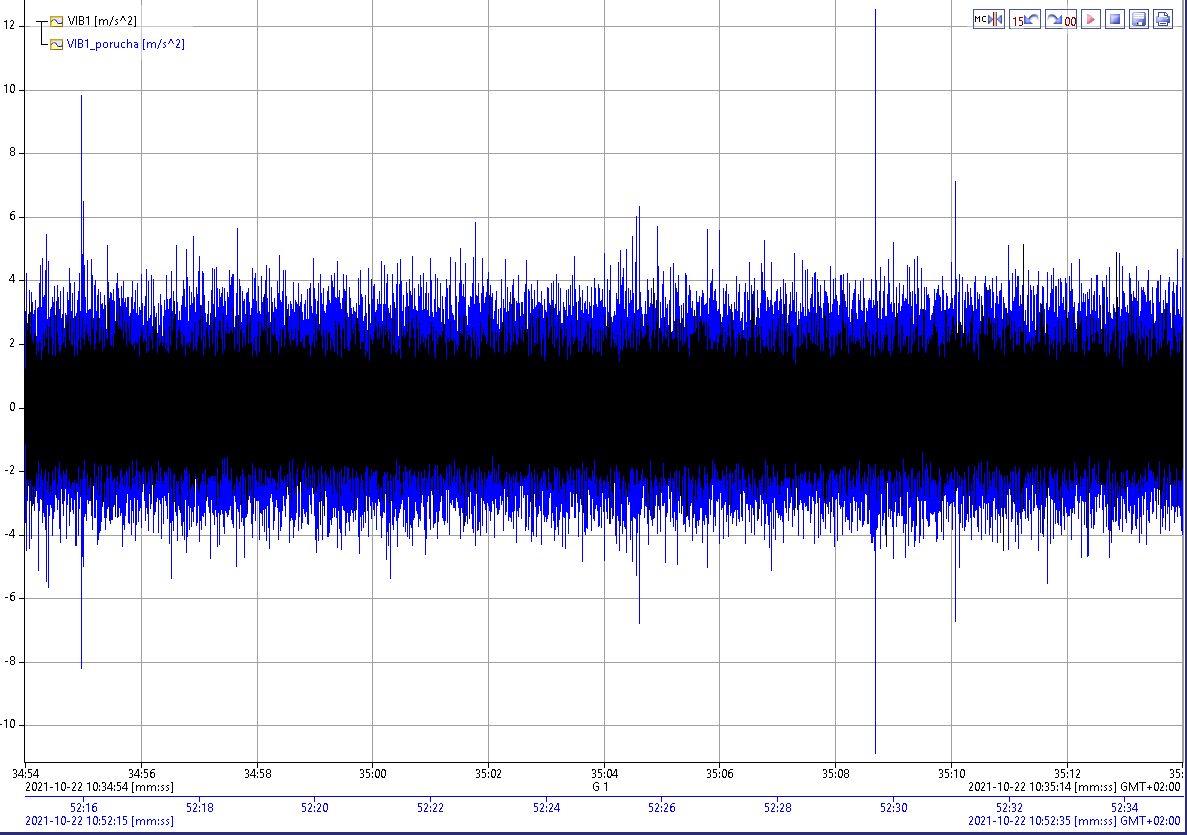 VIB1 [m/s^2]
VIB1_porucha [m/s^2]
MC 15 00
12
10
8
6
4
2
0
-2
-4
-6
-8
-10
34:54 34:56 34:58 35:00 35:02 35:04 35:06 35:08 35:10 35:12 35:
2021-10-22 10:34:54 [mm:ss] G 1 2021-10-22 10:35:14 [mm:ss] GMT+02:00
52:16 52:18 52:20 52:22 52:24 52:26 52:28 52:30 52:32 52:34
2021-10-22 10:52:15 [mm:ss] 2021-10-22 10:52:35 [mm:ss] GMT+02:00